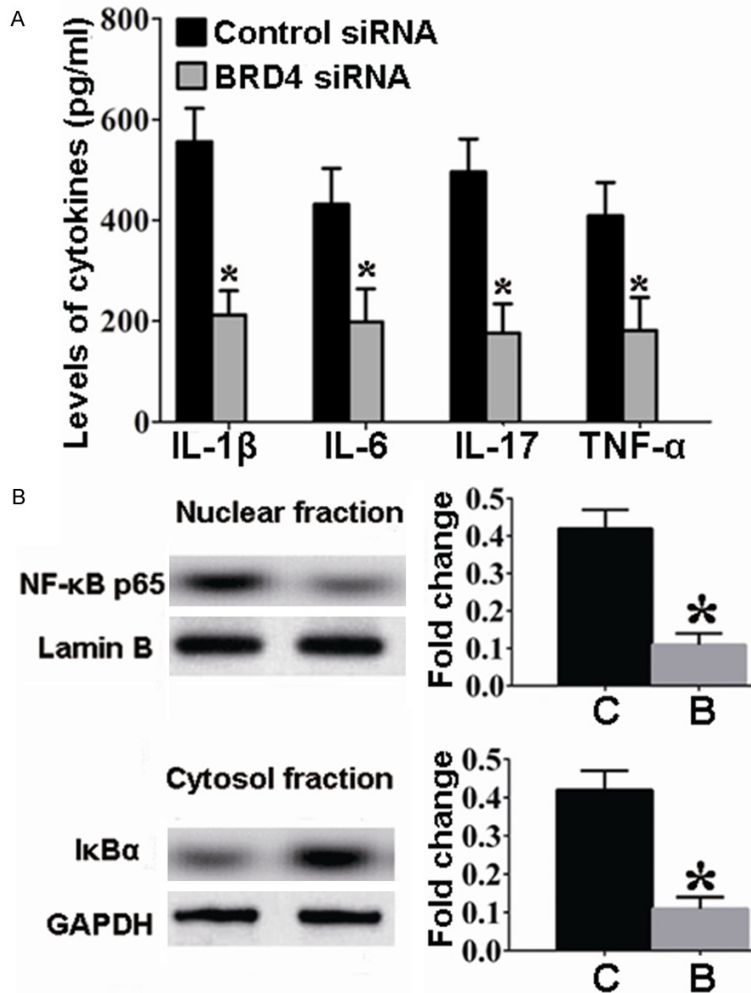 A
Levels of cytokines (pg/ml)
800
600
400
200
0
Control siRNA
BRD4 siRNA
*
*
*
*
IL-1β
IL-6
IL-17
TNF-α
B
Nuclear fraction
NF-κB p65
Lamin B
Fold change
0.5
0.4
0.3
0.2
0.1
0.0
*
C
B
Cytosol fraction
IκBα
GAPDH
Fold change
0.5
0.4
0.3
0.2
0.1
0.0
*
C
B